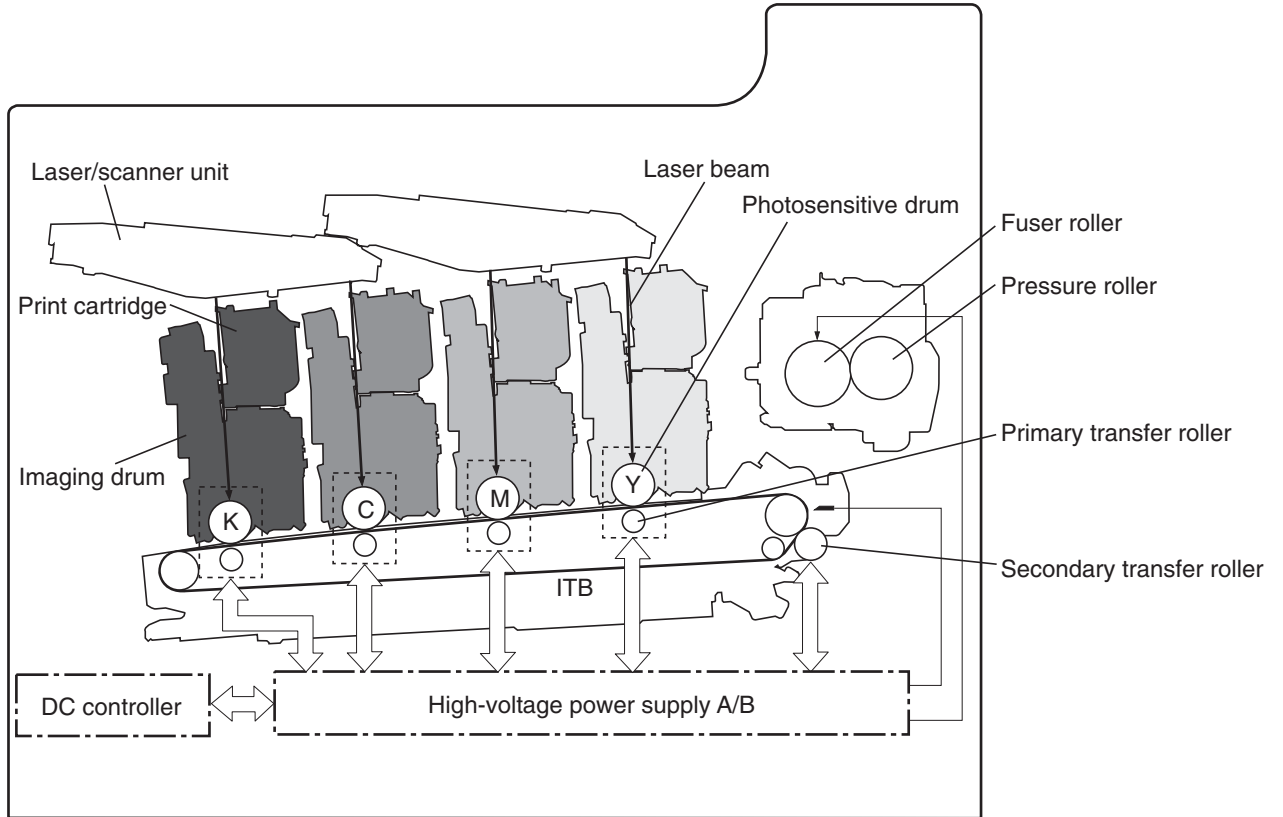 Laser/scanner unit
Laser beam
Photosensitive drum
Fuser roller
Pressure roller
Print cartridge
Primary transfer roller
Imaging drum
K
C
M
Y
Secondary transfer roller
ITB
DC controller
High-voltage power supply A/B